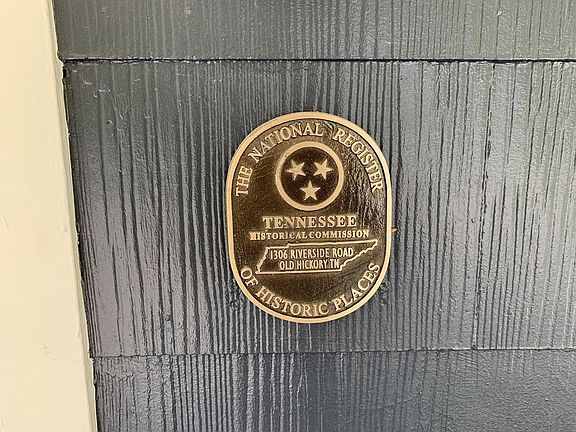 THE NATIONAL REGISTER
TENNESSEE
HISTORICAL COMMISSION
1306 RIVERSIDE ROAD
OLD HICKORY TN
OF HISTORIC PLACES